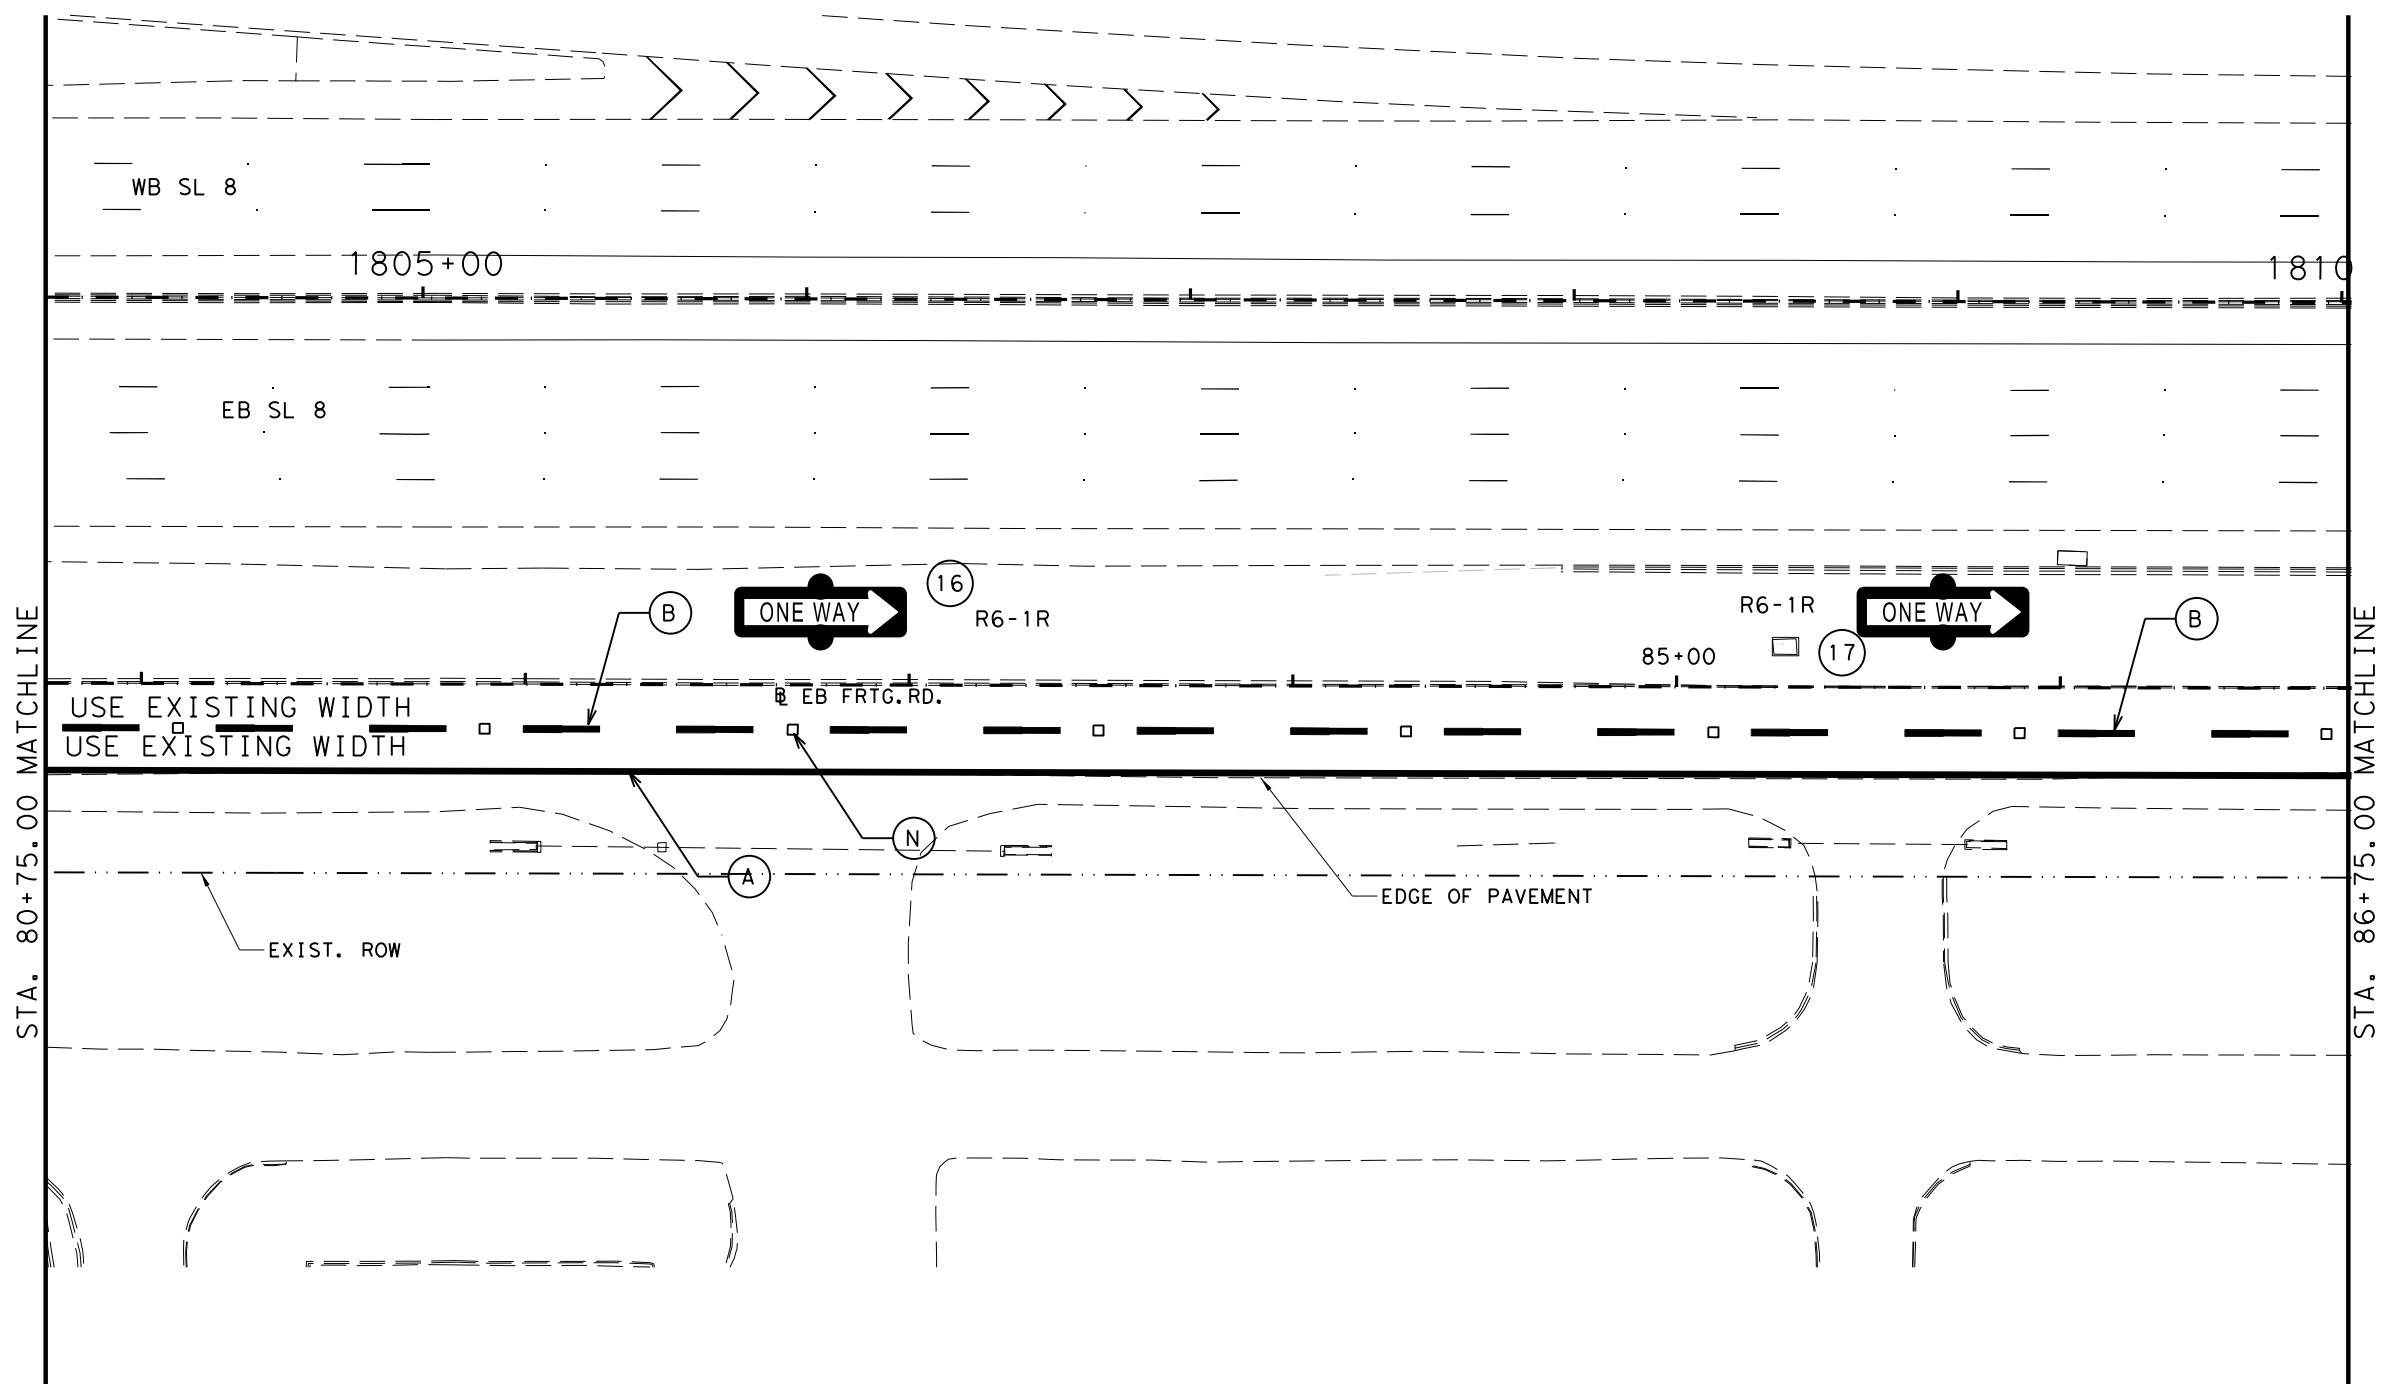 WB SL 8
1805+00
1810
EB SL 8
ONE WAY
16
R6-1R
B
R6-1R
ONE WAY
17
B
85+00
USE EXISTING WIDTH
BL EB FRTG.RD.
USE EXISTING WIDTH
N
A
EDGE OF PAVEMENT
EXIST. ROW
STA. 80+75.00 MATCHLINE
STA. 86+75.00 MATCHLINE